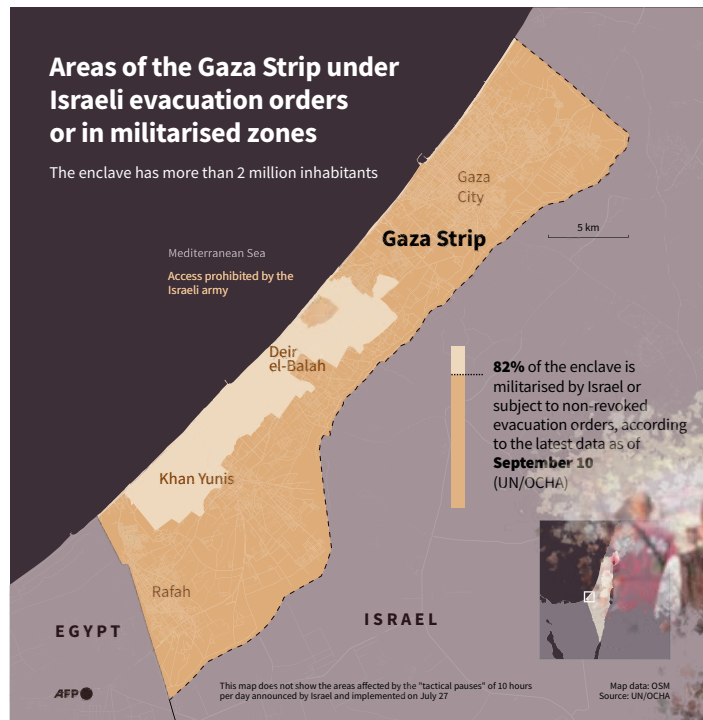 Areas of the Gaza Strip under
Israeli evacuation orders
or in militarised zones
The enclave has more than 2 million inhabitants
Gaza
City
Gaza Strip
5 km
Mediterranean Sea
Access prohibited by the
Israeli army
Deir
el-Balah
82% of the enclave is
militarised by Israel or
subject to non-revoked
evacuation orders, according
to the latest data as of
September 10
(UN/OCHA)
Khan Yunis
Rafah
EGYPT
ISRAEL
AFP
This map does not show the areas affected by the "tactical pauses" of 10 hours
per day announced by Israel and implemented on July 27
Map data: OSM
Source: UN/OCHA